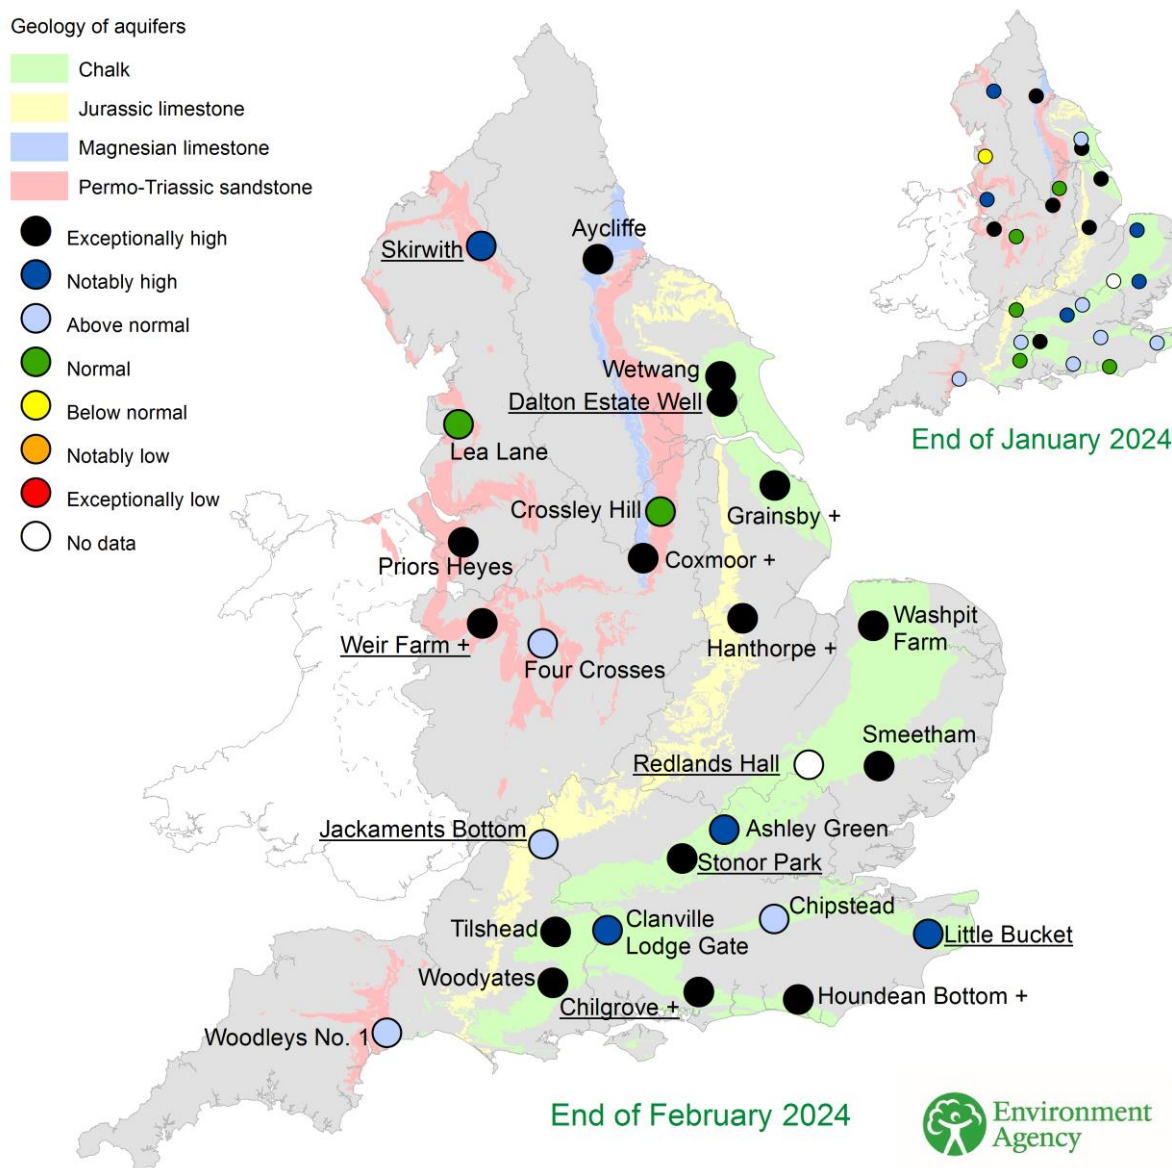 Geology of aquifers
Chalk
Jurassic limestone
Magnesian limestone
Permo-Triassic sandstone
Exceptionally high
Notably high
Above normal
Normal
Below normal
Notably low
Exceptionally low
No data
Skirwith
Aycliffe
Wetwang
Dalton Estate Well
Lea Lane
Crossley Hill
Grainsby +
Priors Heyes
Coxmoor +
Weir Farm +
Four Crosses
Hanthorpe +
Washpit
Farm
Redlands Hall
Smeetham
Jackaments Bottom
Ashley Green
Stonor Park
Tilshead
Clanville
Lodge Gate
Chipstead
Little Bucket
Woodyates
Chilgrove +
Houndean Bottom +
Woodleys No. 1
End of January 2024
End of February 2024
Environment
Agency